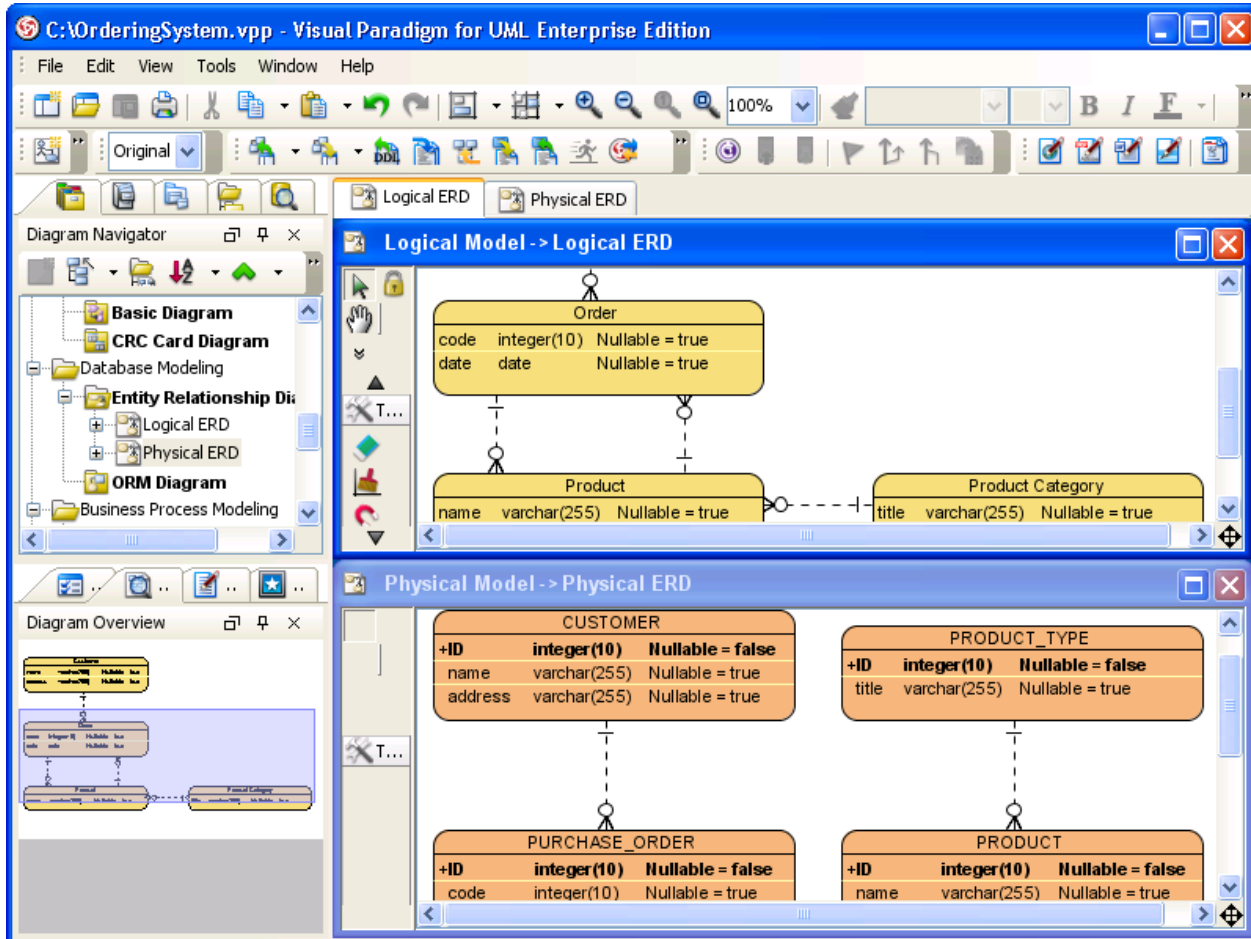 C:\OrderingSystem.vpp - Visual Paradigm for UML Enterprise Edition
File Edit View Tools Window Help
100% B I F
Original DDL
Logical ERD Physical ERD
Diagram Navigator
Basic Diagram
CRC Card Diagram
Database Modeling
Entity Relationship Di
Logical ERD
Physical ERD
ORM Diagram
Business Process Modeling
Logical Model -> Logical ERD
T...
Order
code integer(10) Nullable = true
date date Nullable = true
Product
name varchar(255) Nullable = true
Product Category
title varchar(255) Nullable = true
.. .. .. ..
Diagram Overview
Physical Model -> Physical ERD
T...
CUSTOMER
+ID integer(10) Nullable = false
name varchar(255) Nullable = true
address varchar(255) Nullable = true
PRODUCT_TYPE
+ID integer(10) Nullable = false
title varchar(255) Nullable = true
PURCHASE_ORDER
+ID integer(10) Nullable = false
code integer(10) Nullable = true
PRODUCT
+ID integer(10) Nullable = false
name varchar(255) Nullable = true